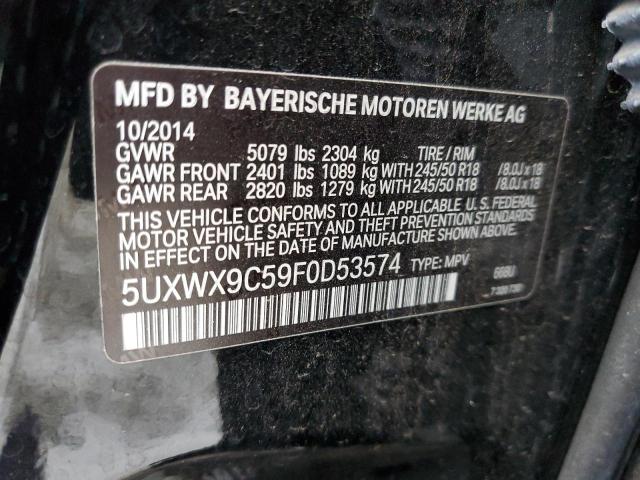 MFD BY BAYERISCHE MOTOREN WERKE AG
10/2014
GVWR 5079 lbs 2304 kg TIRE / RIM
GAWR FRONT 2401 lbs 1089 kg WITH 245/50 R18 /8.0J x 18
GAWR REAR 2820 lbs 1279 kg WITH 245/50 R18 /8.0J x 18
THIS VEHICLE CONFORMS TO ALL APPLICABLE U. S. FEDERAL
MOTOR VEHICLE SAFETY AND THEFT PREVENTION STANDARDS
IN EFFECT ON THE DATE OF MANUFACTURE SHOWN ABOVE.
5UXWX9C59F0D53574 TYPE: MPV
668U